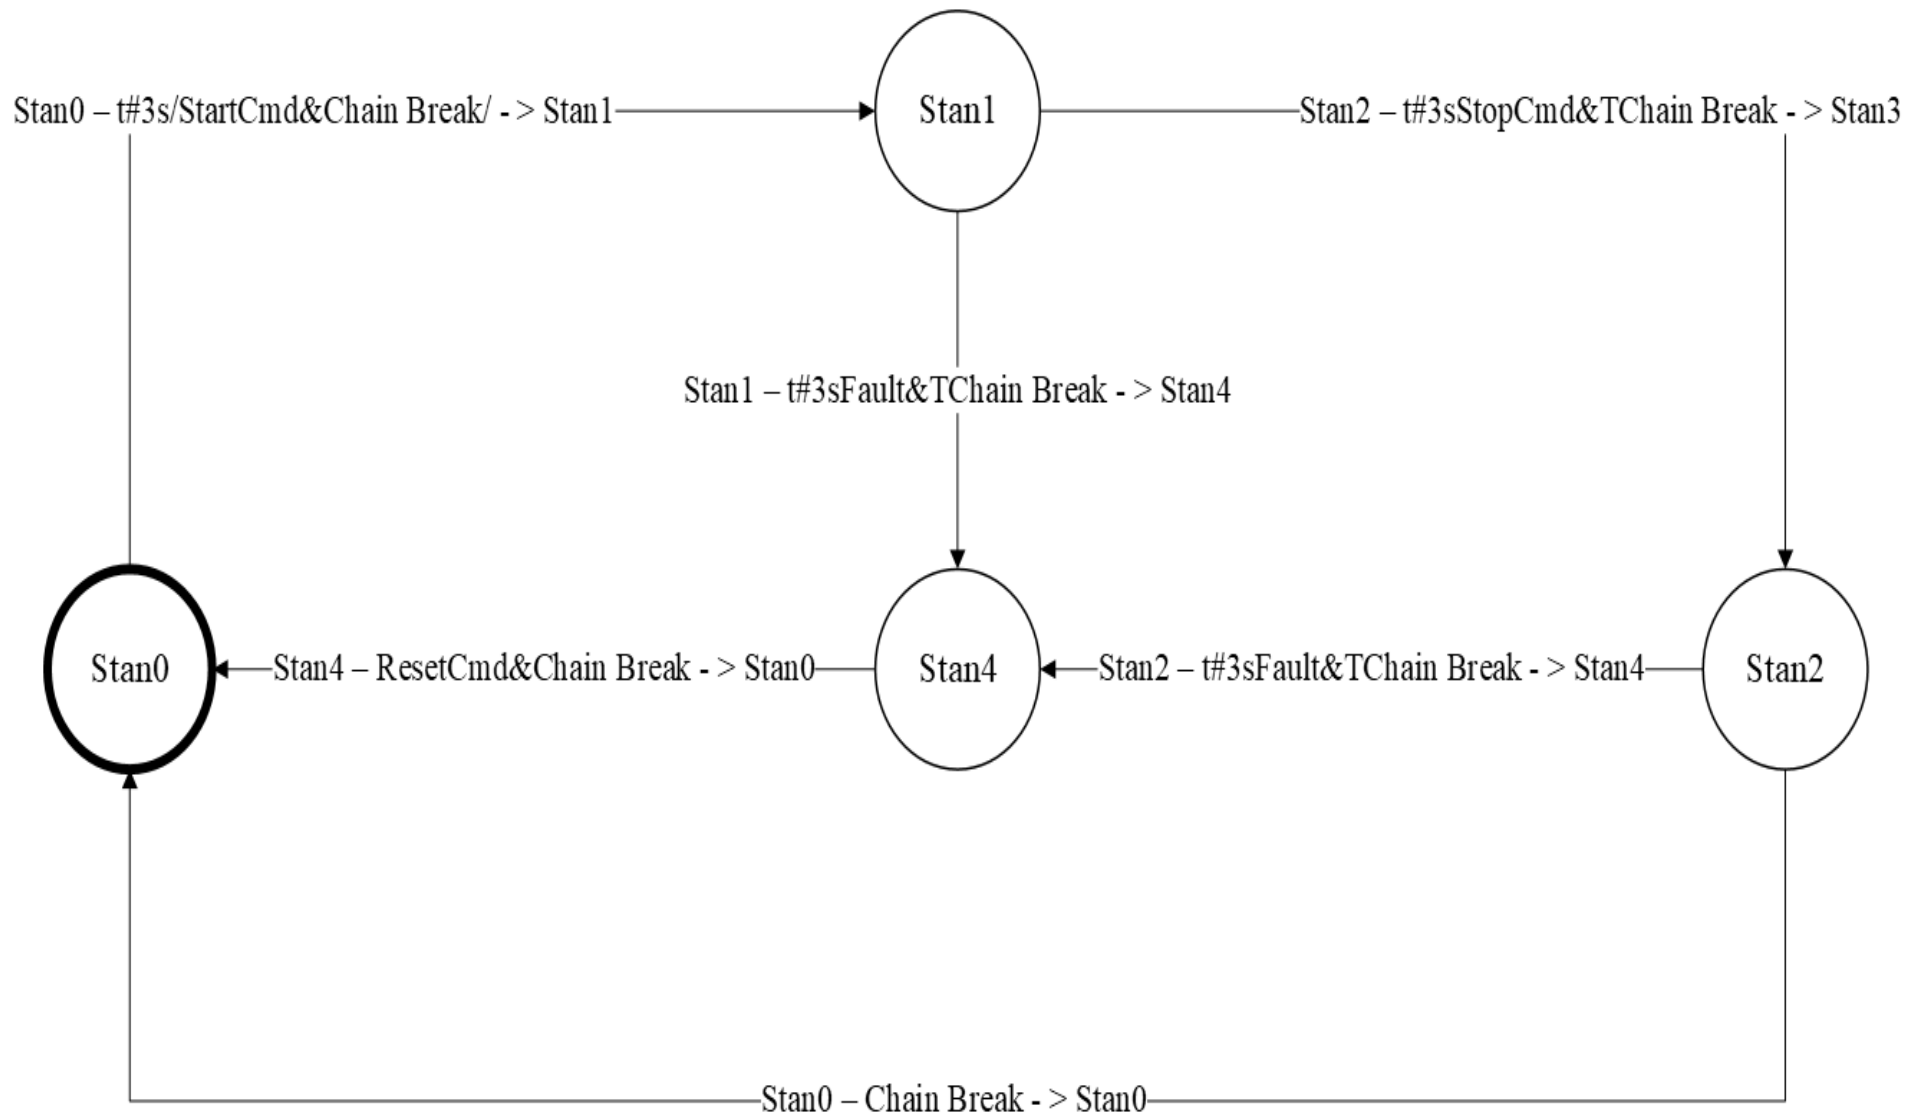 Stan0 – t#3s/StartCmd&Chain Break/ - > Stan1
Stan1
Stan2 – t#3sStopCmd&TChain Break - > Stan3
Stan1 – t#3sFault&TChain Break - > Stan4
Stan0
Stan4 – ResetCmd&Chain Break - > Stan0
Stan4
Stan2 – t#3sFault&TChain Break - > Stan4
Stan2
Stan0 – Chain Break - > Stan0